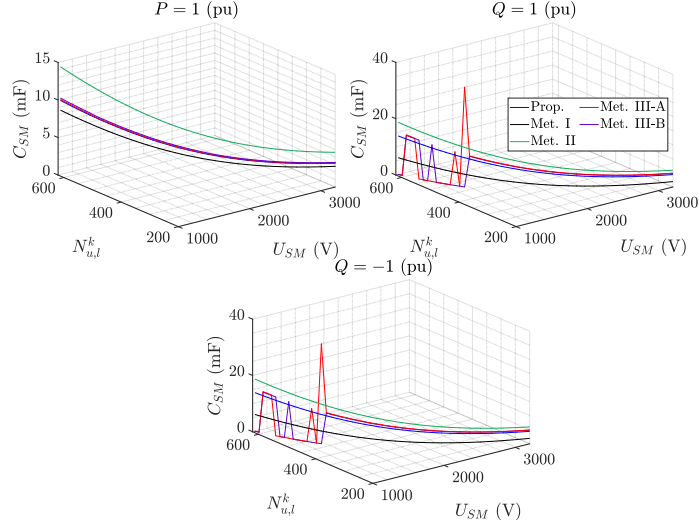 P = 1 (pu)
15
10
5
0
C_SM (mF)
600
400
200
N^k_{u,l}
1000
2000
3000
U_SM (V)
Q = 1 (pu)
40
20
0
C_SM (mF)
600
400
200
N^k_{u,l}
1000
2000
3000
U_SM (V)
Prop.
Met. I
Met. II
Met. III-A
Met. III-B
Q = −1 (pu)
40
20
0
C_SM (mF)
600
400
200
N^k_{u,l}
1000
2000
3000
U_SM (V)